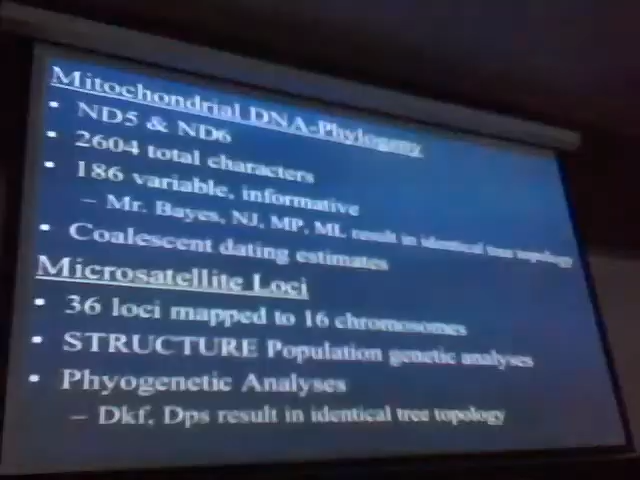 Mitochondrial DNA-Phylogeny
• ND5 & ND6
• 2604 total characters
• 186 variable, informative
– Mr. Bayes, NJ, MP, ML result in identical tree topology
• Coalescent dating estimates
Microsatellite Loci
• 36 loci mapped to 16 chromosomes
• STRUCTURE Population genetic analyses
• Phyogenetic Analyses
– Dkf, Dps result in identical tree topology